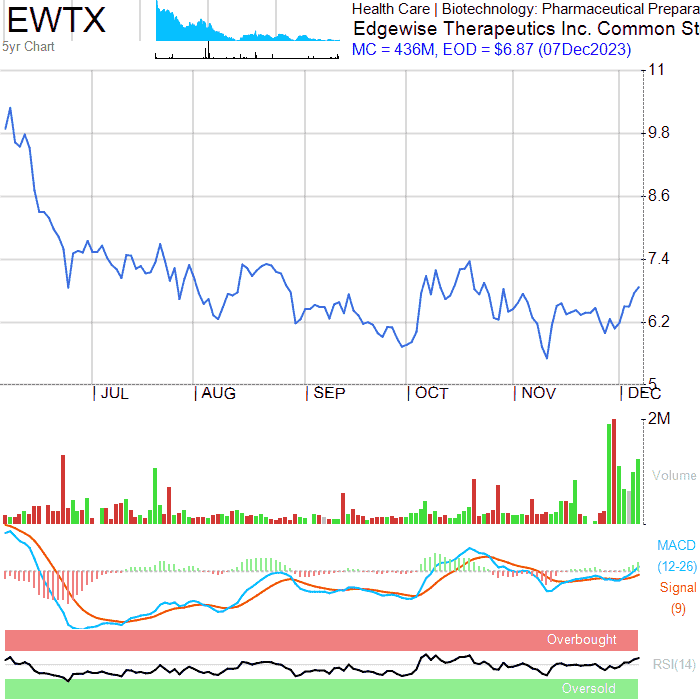 EWTX
5yr Chart
Health Care | Biotechnology: Pharmaceutical Prepara
Edgewise Therapeutics Inc. Common St
MC = 436M, EOD = $6.87 (07Dec2023)
11
9.8
8.6
7.4
6.2
5
JUL AUG SEP OCT NOV DEC
2M
Volume
MACD
(12-26)
Signal
(9)
Overbought
RSI(14)
Oversold